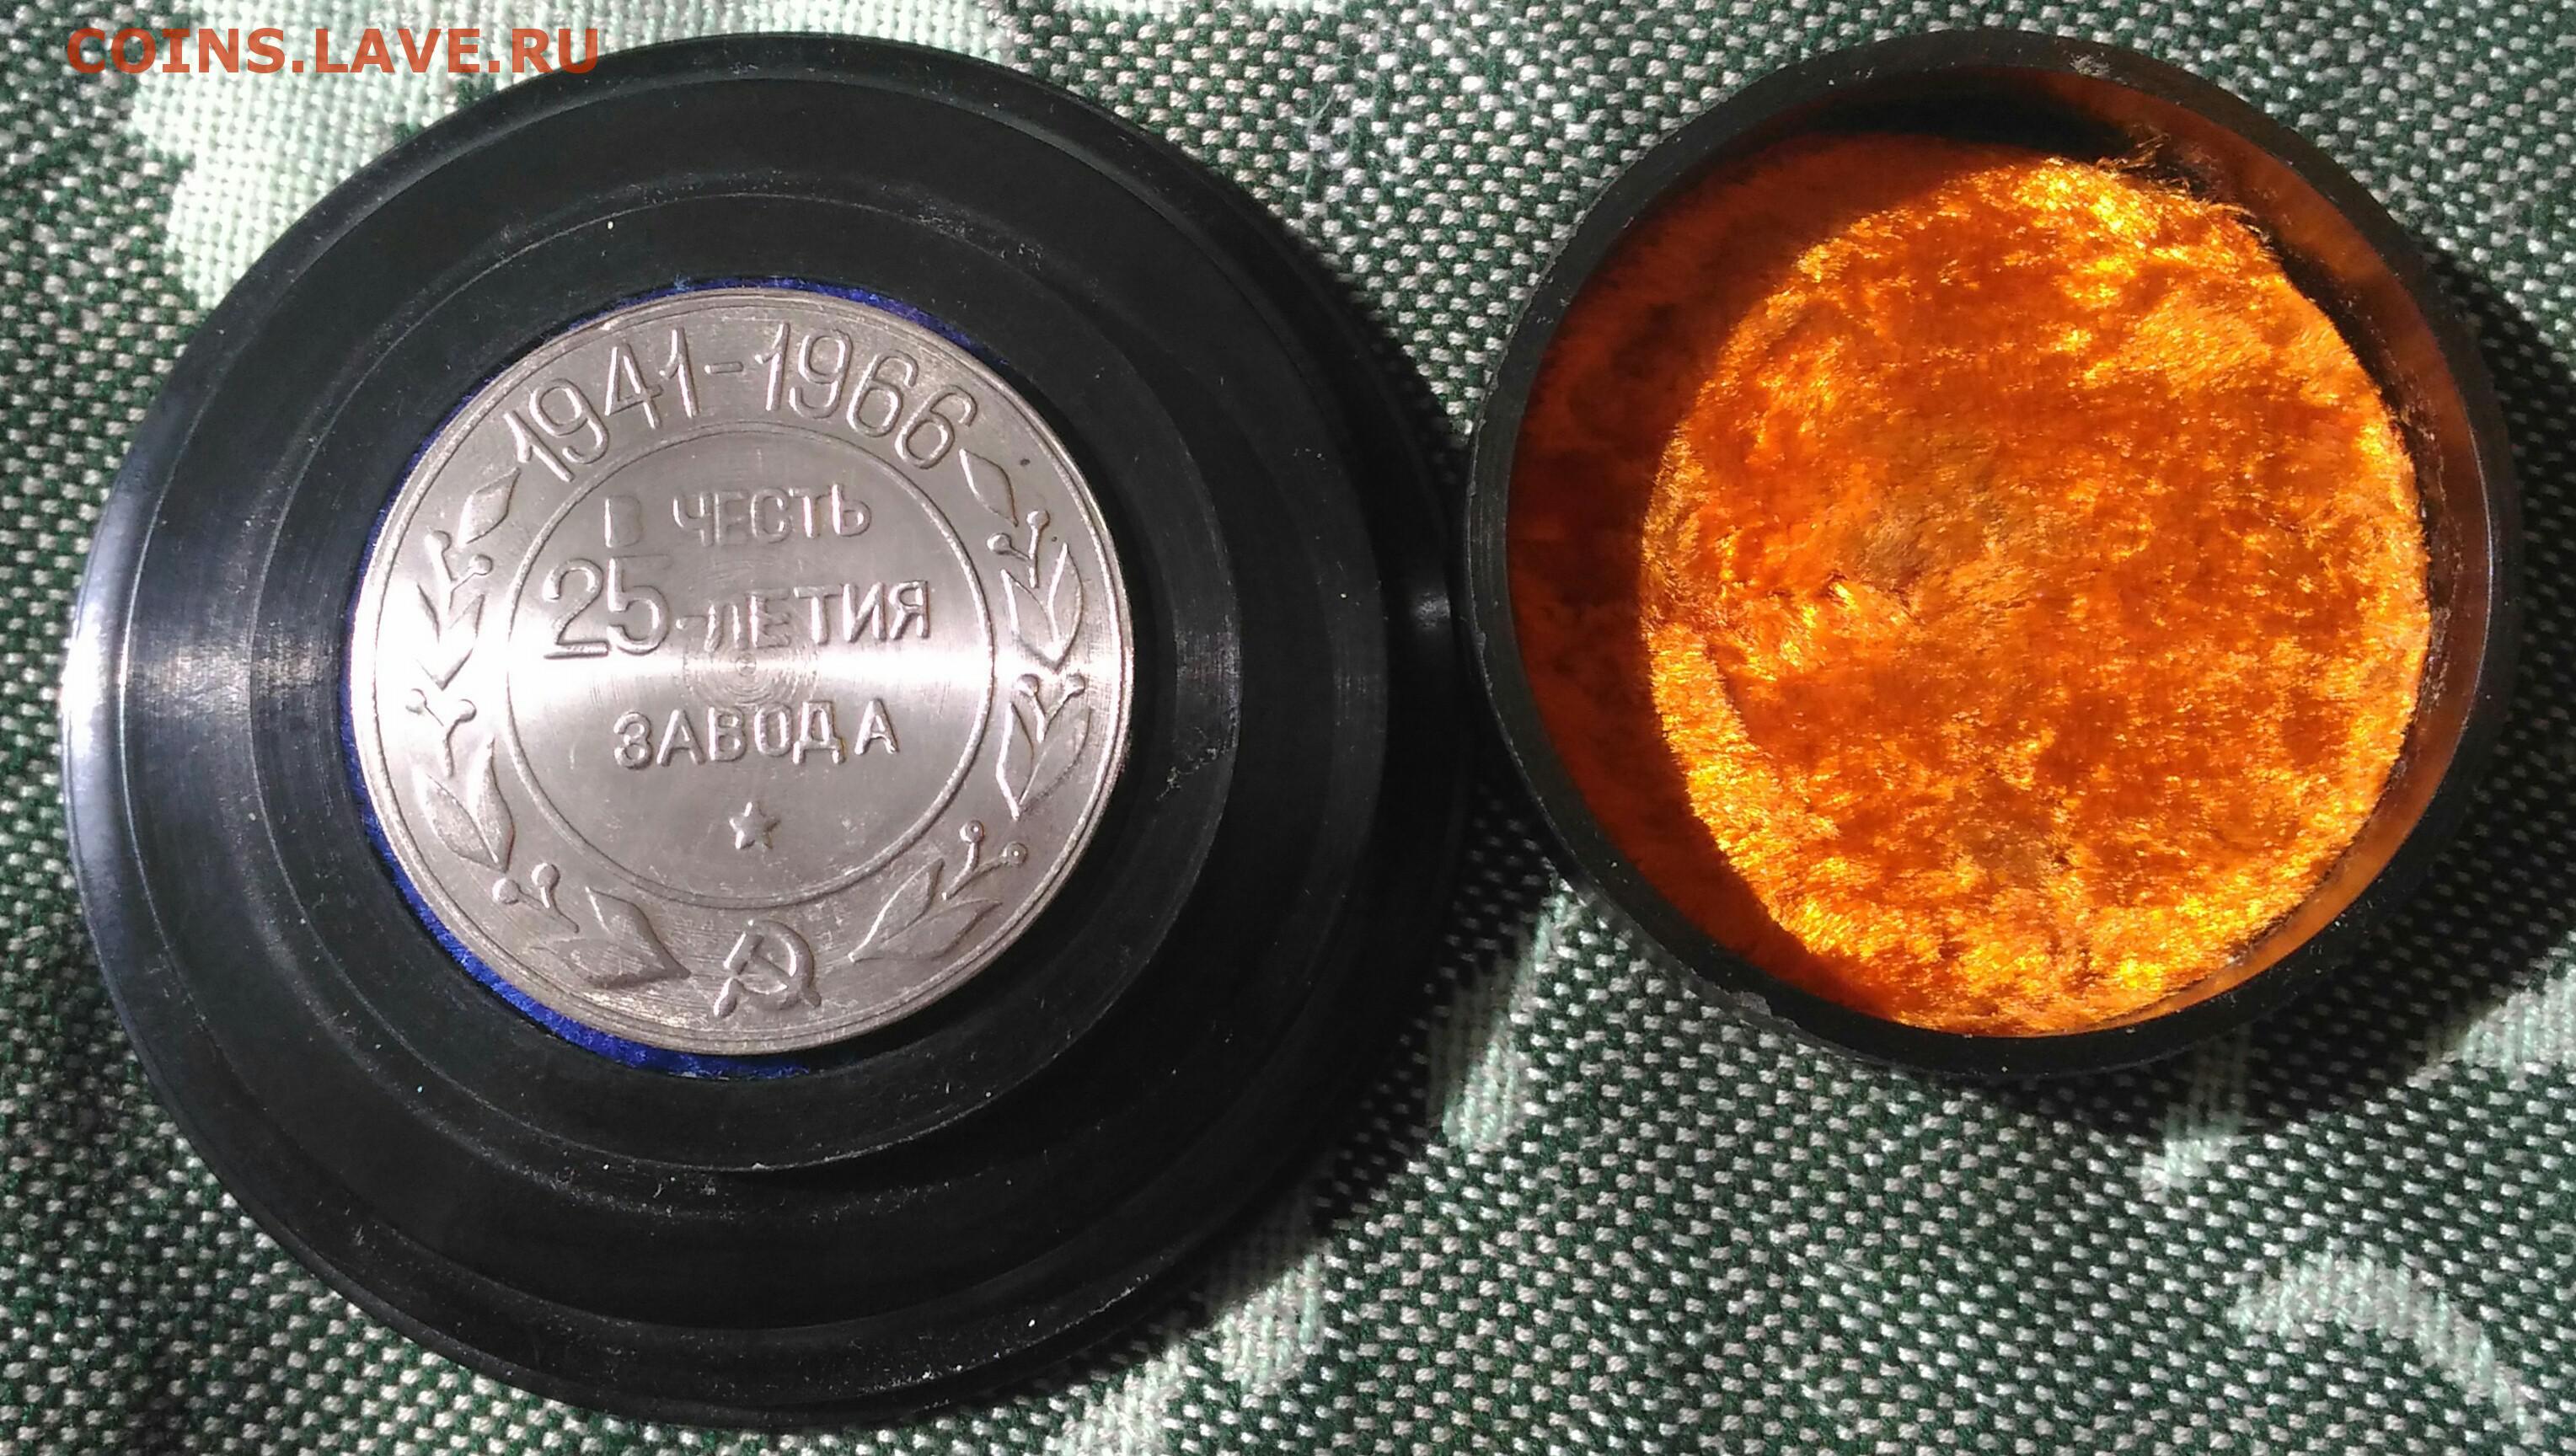 COINS.LAVE.RU
1941-1966
В ЧЕСТЬ
25-ЛЕТИЯ
ЗАВОДА